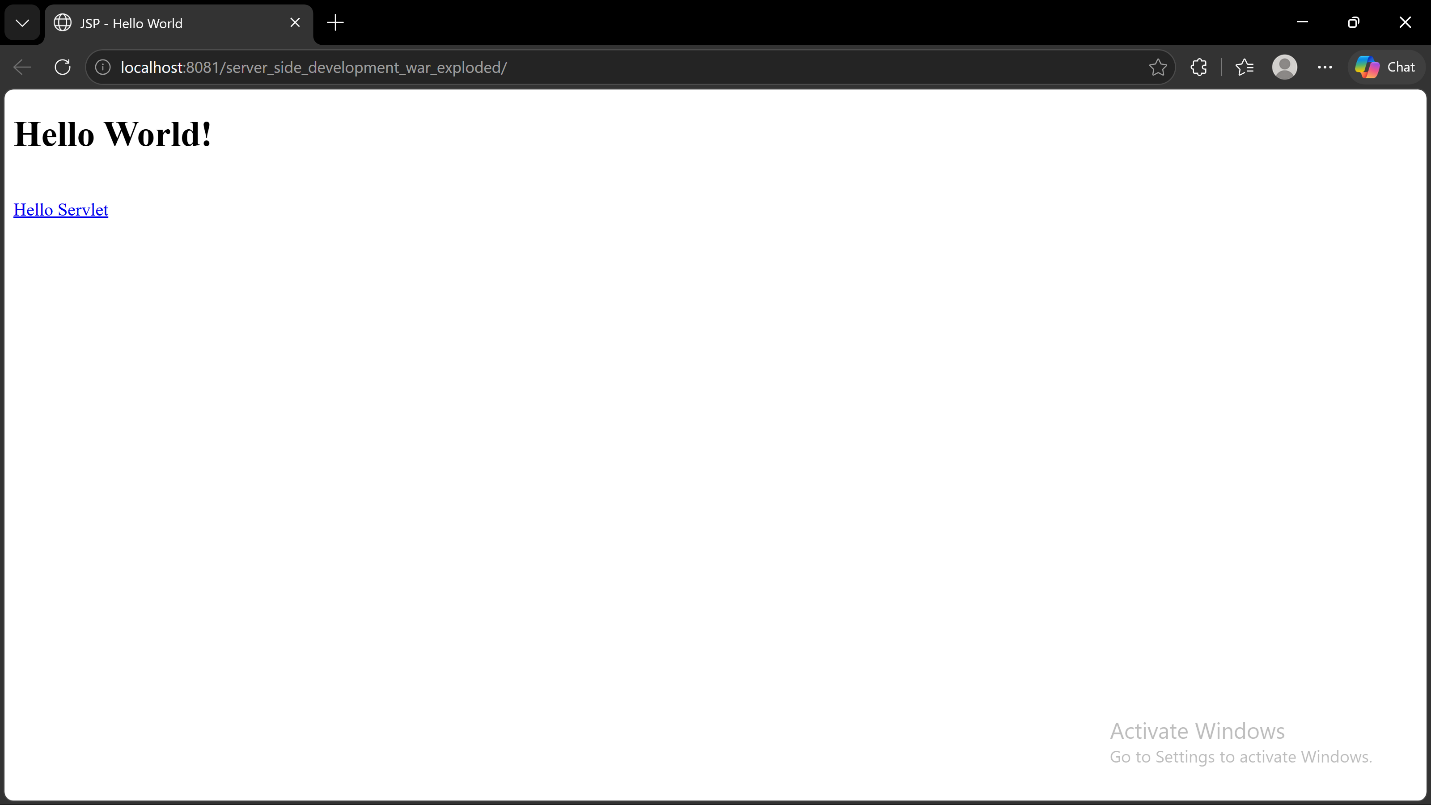 JSP - Hello World
localhost:8081/server_side_development_war_exploded/
Chat
Hello World!
Hello Servlet
Activate Windows
Go to Settings to activate Windows.